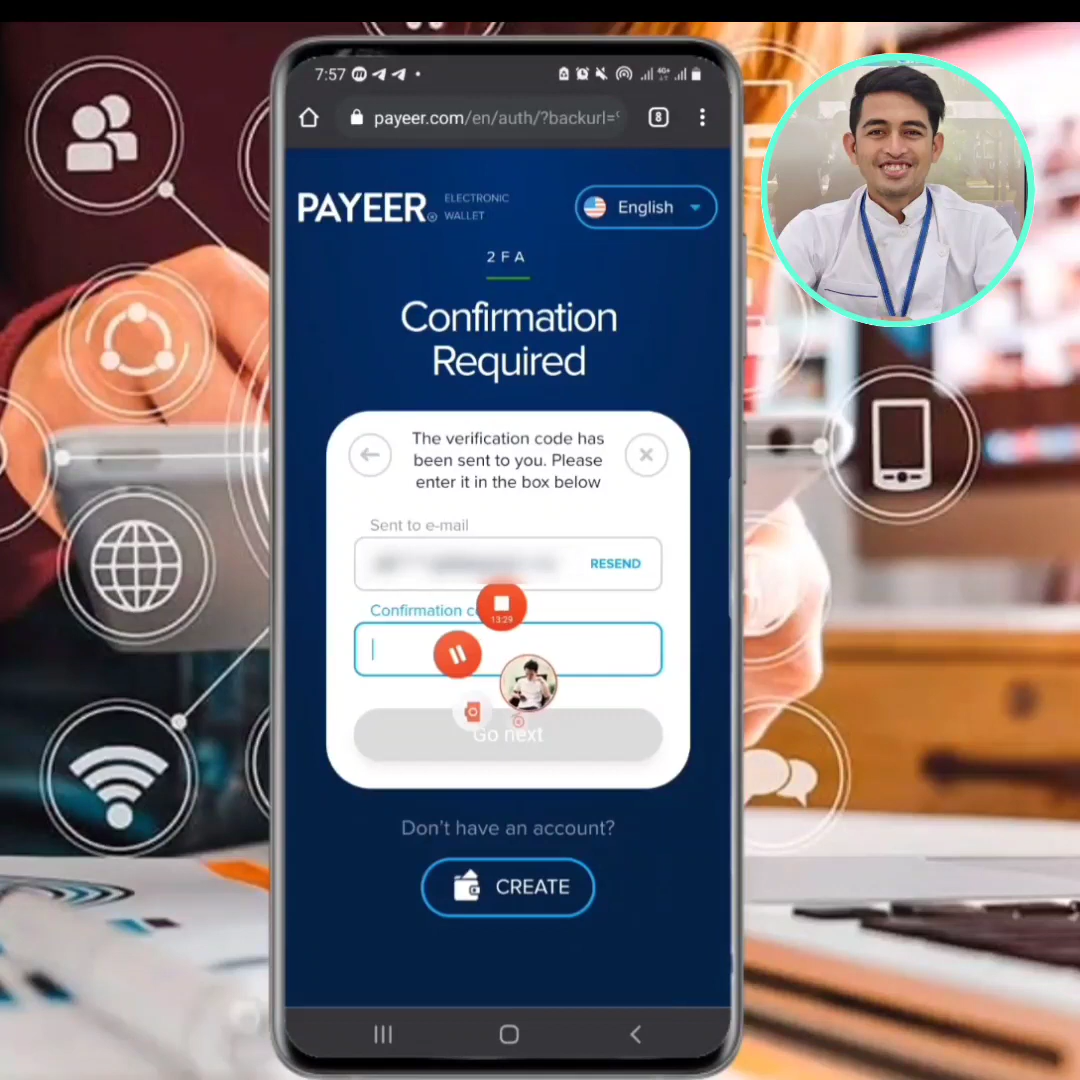 7:57
4G+
payeer.com/en/auth/?backurl=
8
PAYEER
ELECTRONIC
WALLET
English
2 F A
Confirmation
Required
The verification code has
been sent to you. Please
enter it in the box below
Sent to e-mail
RESEND
Confirmation c
13:29
Go next
Don't have an account?
CREATE